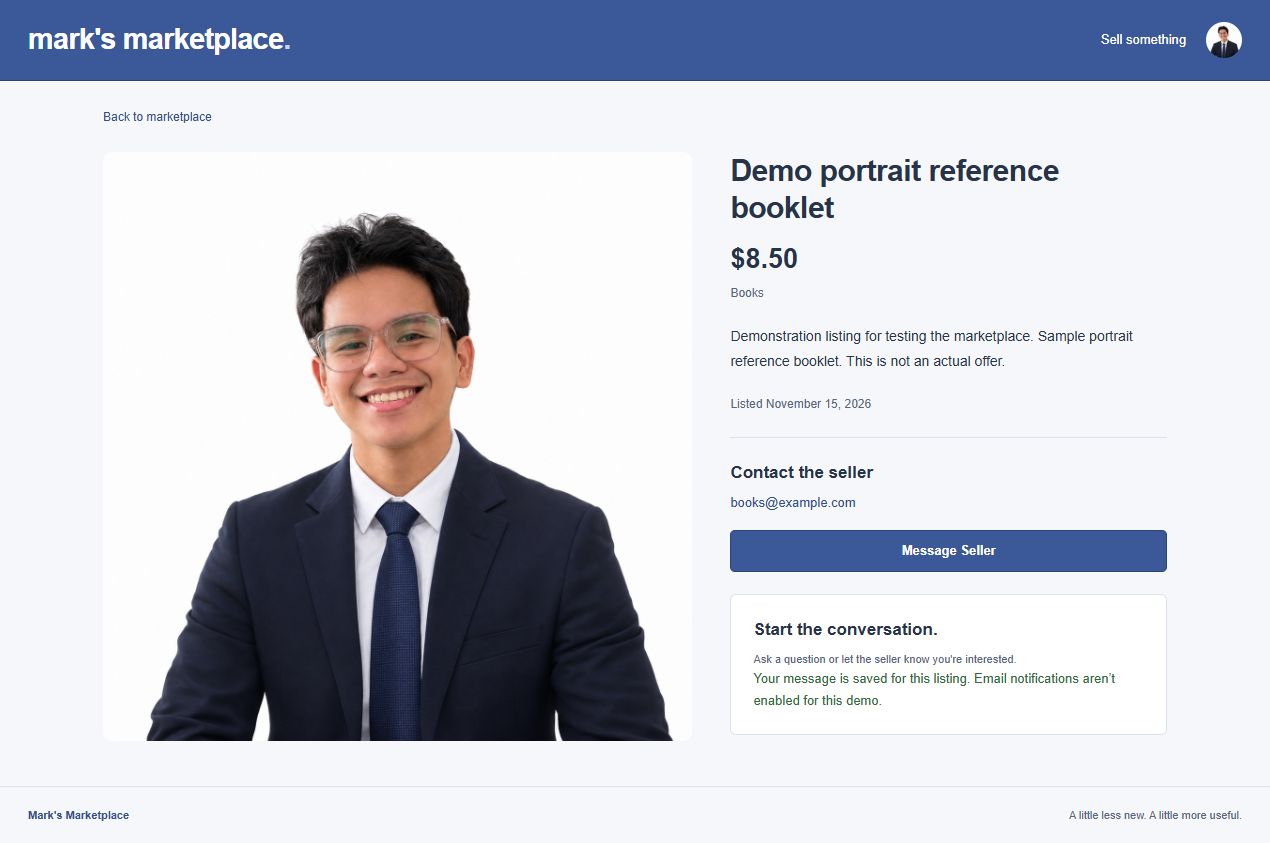 mark's marketplace.
Sell something
Back to marketplace
Demo portrait reference
booklet
$8.50
Books
Demonstration listing for testing the marketplace. Sample portrait
reference booklet. This is not an actual offer.
Listed November 15, 2026
Contact the seller
books@example.com
Message Seller
Start the conversation.
Ask a question or let the seller know you're interested.
Your message is saved for this listing. Email notifications aren’t
enabled for this demo.
Mark's Marketplace
A little less new. A little more useful.